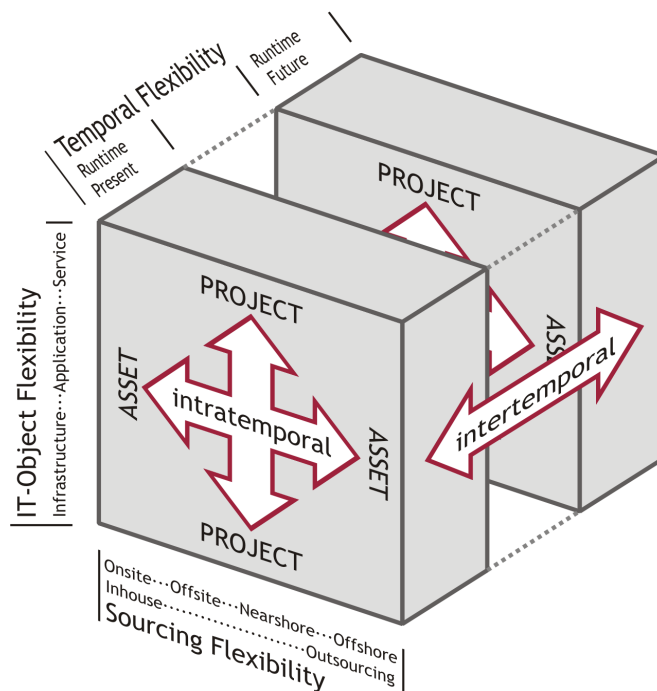 Temporal Flexibility
Runtime
Present
Runtime
Future
IT-Object Flexibility
Infrastructure···Application···Service
PROJECT
ASSET
intratemporal
ASSET
PROJECT
PROJECT
intertemporal
Onsite···Offsite···Nearshore···Offshore
Inhouse························Outsourcing
Sourcing Flexibility